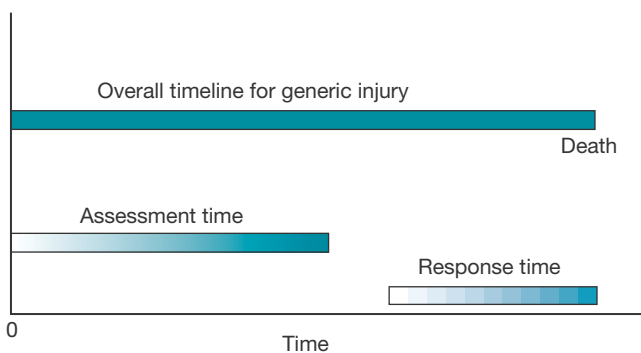 Overall timeline for generic injury
Death
Assessment time
Response time
0
Time